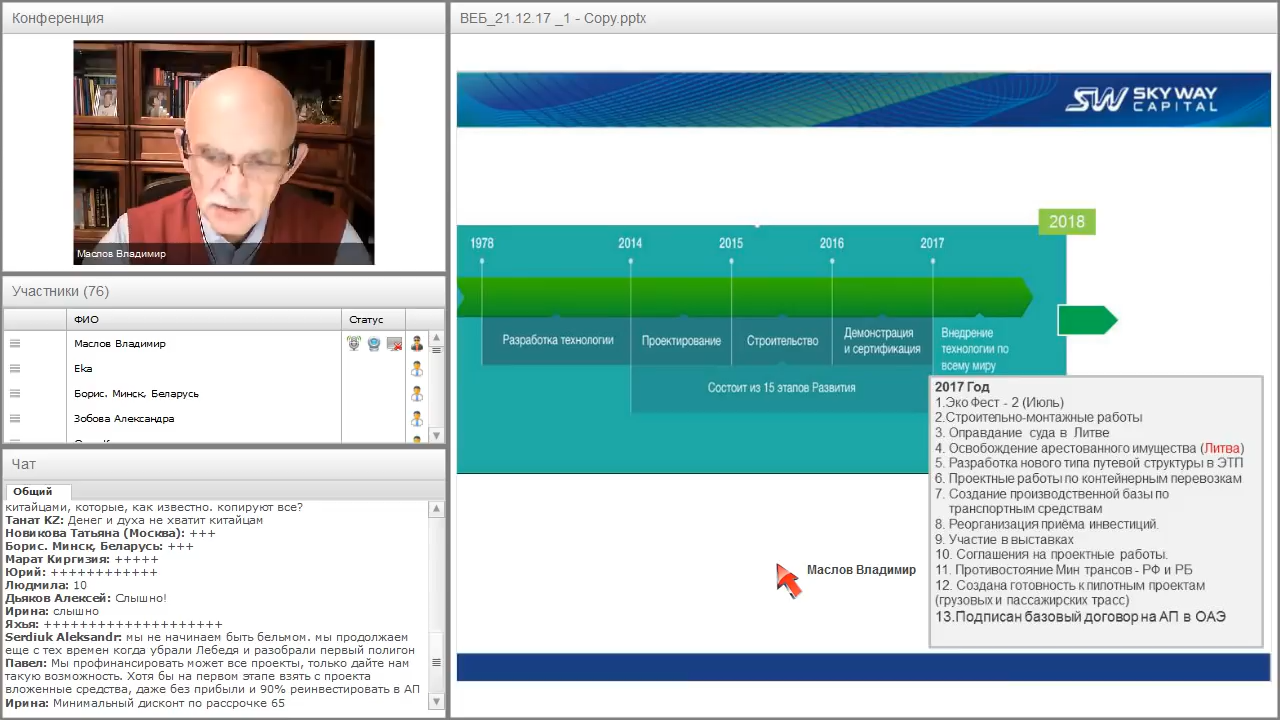 Конференция
Маслов Владимир
Участники (76)
ФИО
Статус
Маслов Владимир
Eka
Борис. Минск, Беларусь
Зобова Александра
Чат
Общий
китайцами, которые, как известно. копируют все?
Танат KZ: Денег и духа не хватит китайцам
Новикова Татьяна (Москва): +++
Борис. Минск, Беларусь: +++
Марат Киргизия: +++++
Юрий: ++++++++++++
Людмила: 10
Дьяков Алексей: Слышно!
Ирина: слышно
Яхья: ++++++++++++++++++++
Serdiuk Aleksandr: мы не начинаем быть бельмом. мы продолжаем
еще с тех времен когда убрали Лебедя и разобрали первый полигон
Павел: Мы профинансировать может все проекты, только дайте нам
такую возможность. Хотя бы на первом этапе взять с проекта
вложенные средства, даже без прибыли и 90% реинвестировать в АП
Ирина: Минимальный дисконт по рассрочке 65
ВЕБ_21.12.17 _1 - Copy.pptx
SW SKY WAY
CAPITAL
2018
1978
2014
2015
2016
2017
Разработка технологии
Проектирование
Строительство
Демонстрация
и сертификация
Внедрение
технологии по
всему миру
Состоит из 15 этапов Развития
2017 Год
1.Эко Фест - 2 (Июль)
2.Строительно-монтажные работы
3. Оправдание суда в Литве
4. Освобождение арестованного имущества (Литва)
5. Разработка нового типа путевой структуры в ЭТП
6. Проектные работы по контейнерным перевозкам
7. Создание производственной базы по
транспортным средствам
8. Реорганизация приёма инвестиций.
9. Участие в выставках
10. Соглашения на проектные работы.
11. Противостояние Мин трансов - РФ и РБ
12. Создана готовность к пипотным проектам
(грузовых и пассажирских трасс)
13.Подписан базовый договор на АП в ОАЭ
Маслов Владимир